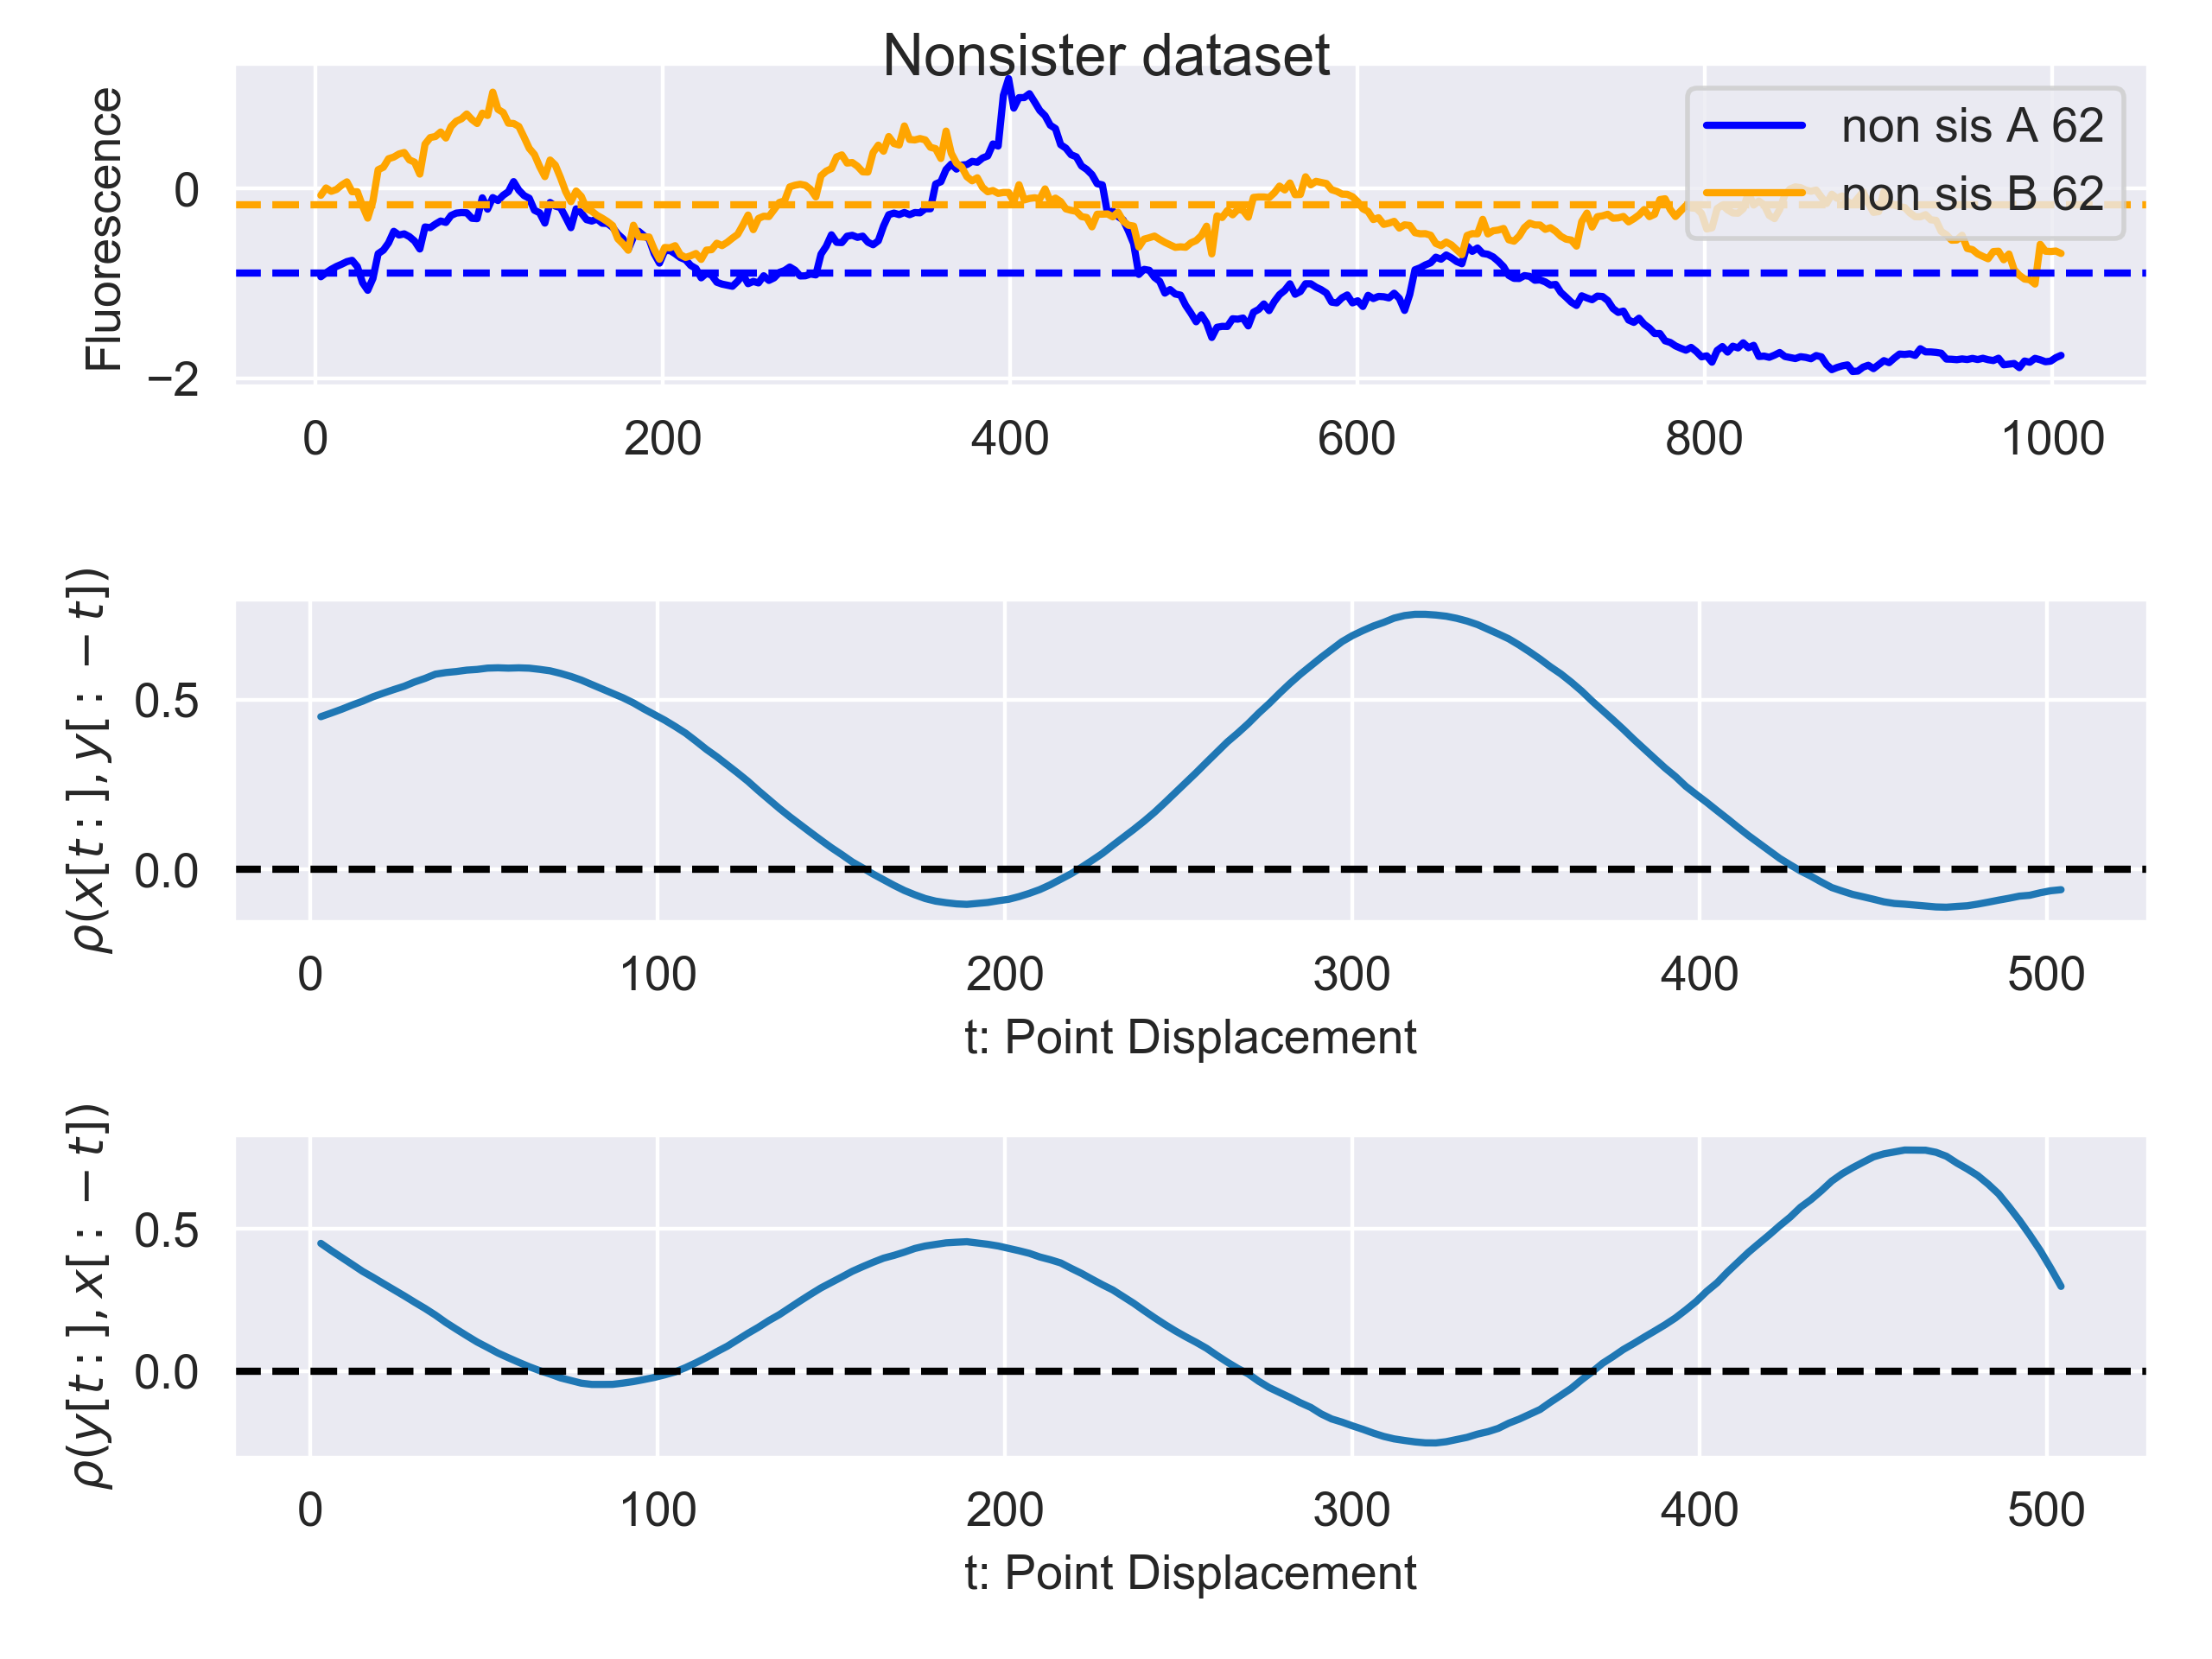 Nonsister dataset
Fluorescence
0
−2
non sis A 62
non sis B 62
0 200 400 600 800 1000
ρ(x[t:], y[: −t])
0.5
0.0
0 100 200 300 400 500
t: Point Displacement
ρ(y[t:], x[: −t])
0.5
0.0
0 100 200 300 400 500
t: Point Displacement